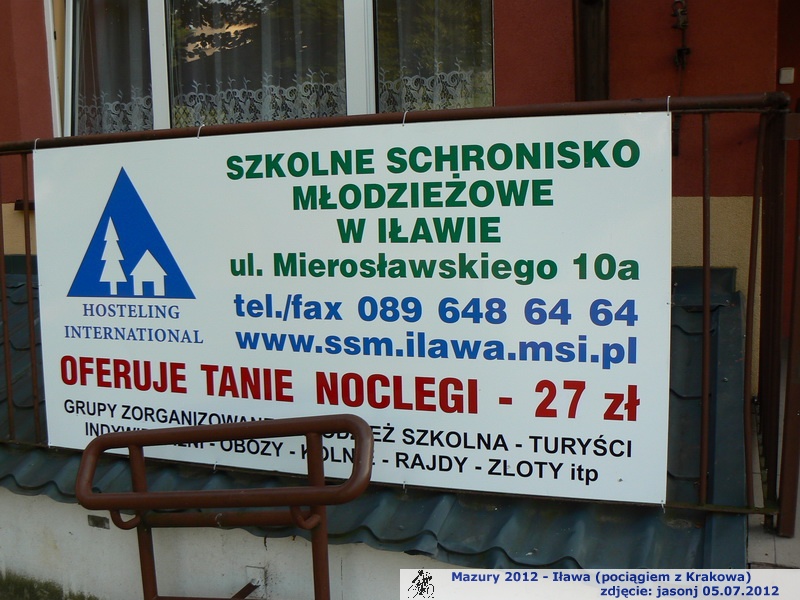 SZKOLNE SCHRONISKO
MŁODZIEŻOWE
W IŁAWIE
ul. Mierosławskiego 10a
tel./fax 089 648 64 64
www.ssm.ilawa.msi.pl
HOSTELING
INTERNATIONAL
OFERUJE TANIE NOCLEGI - 27 zł
GRUPY SZKOLNA - TURYŚCI
- OBOZY - - RAJDY - ZLOTY itp
Mazury 2012 - Iława (pociągiem z Krakowa)
zdjęcie: jasonj 05.07.2012